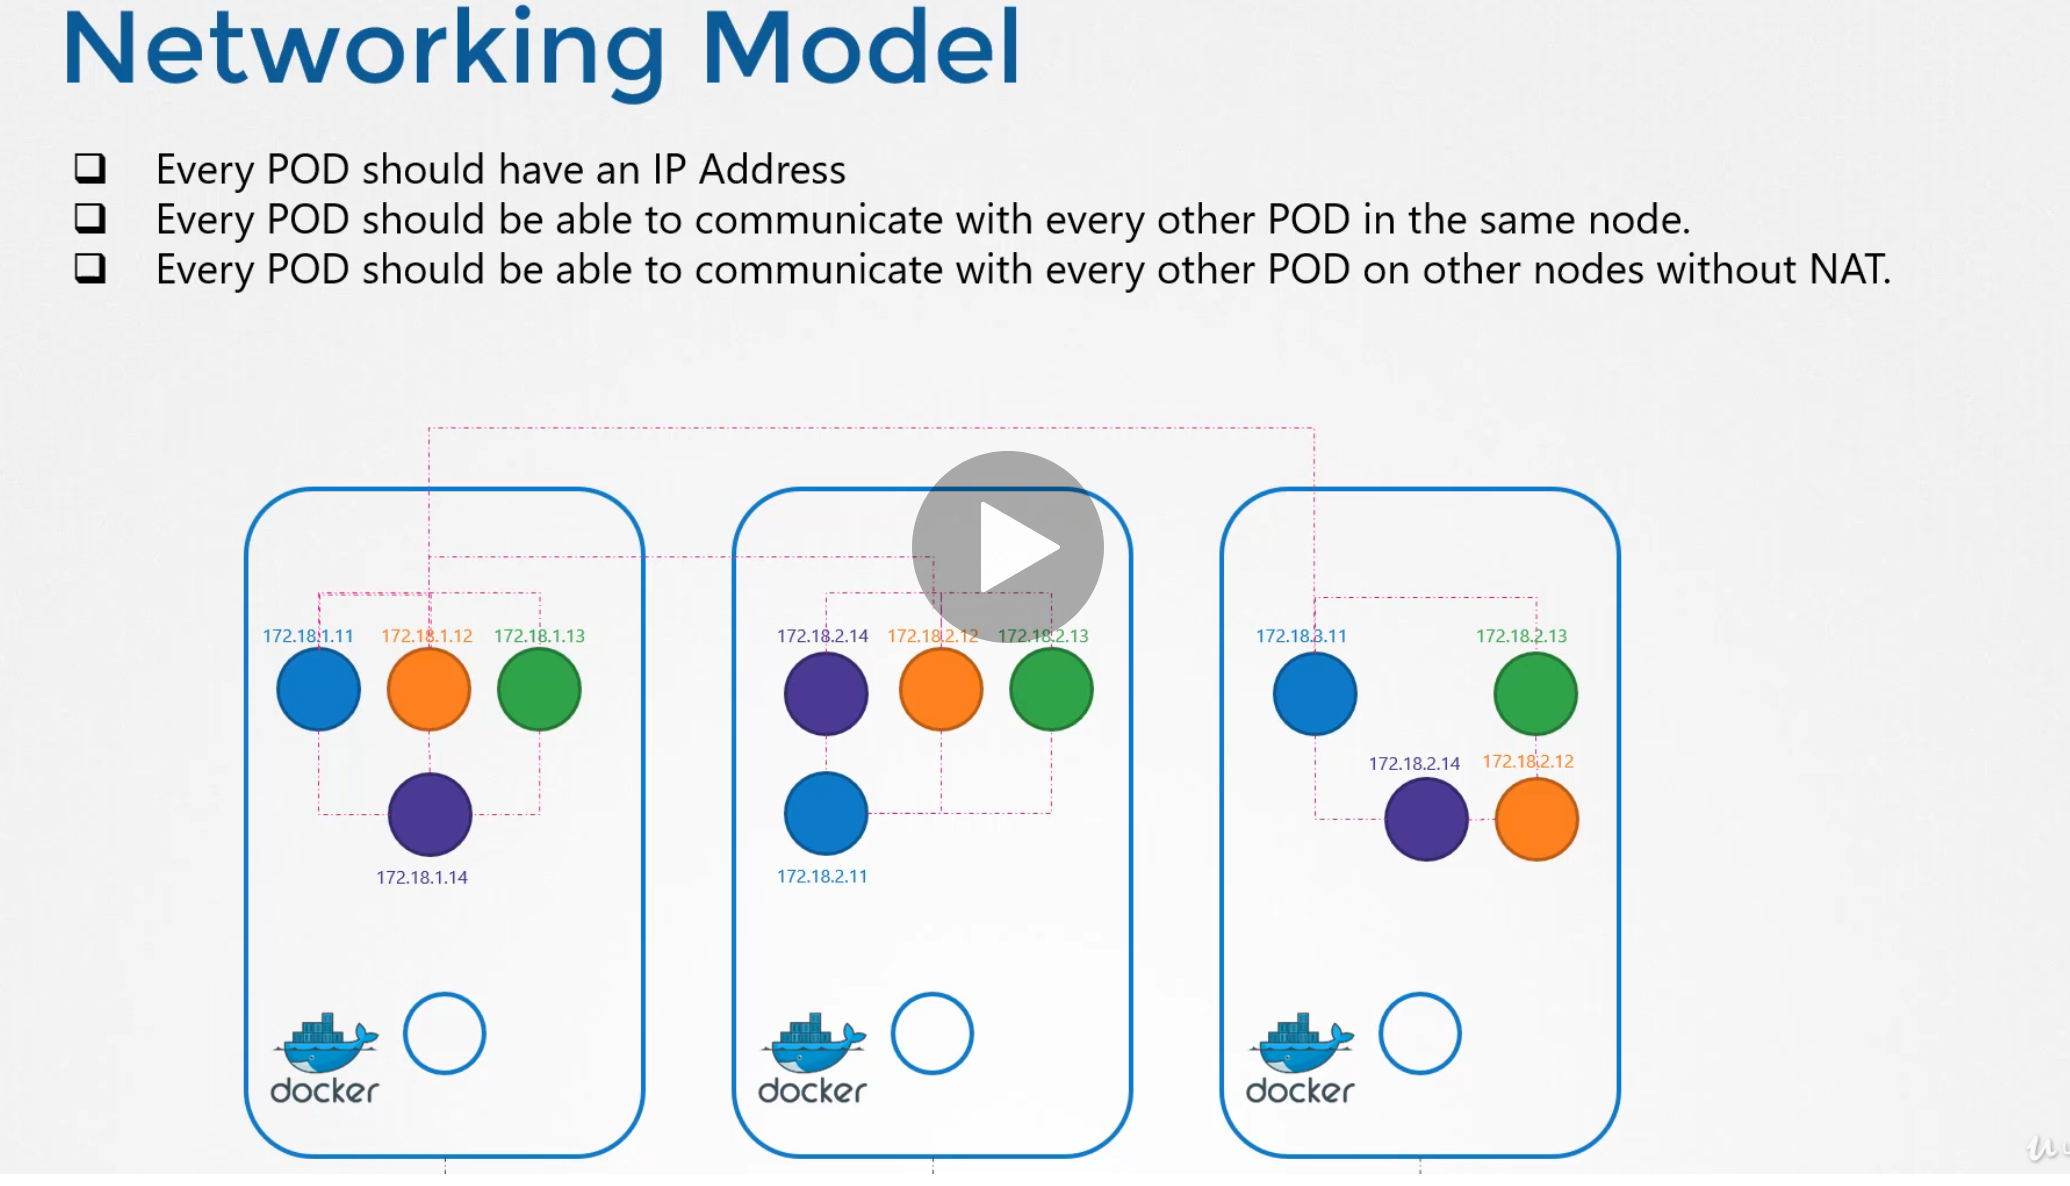 Networking Model
Every POD should have an IP Address
Every POD should be able to communicate with every other POD in the same node.
Every POD should be able to communicate with every other POD on other nodes without NAT.
172.18.1.11 172.18.1.12 172.18.1.13
172.18.1.14
docker
172.18.2.14 172.18.2.12 172.18.2.13
172.18.2.11
docker
172.18.3.11 172.18.2.13
172.18.2.14 172.18.2.12
docker